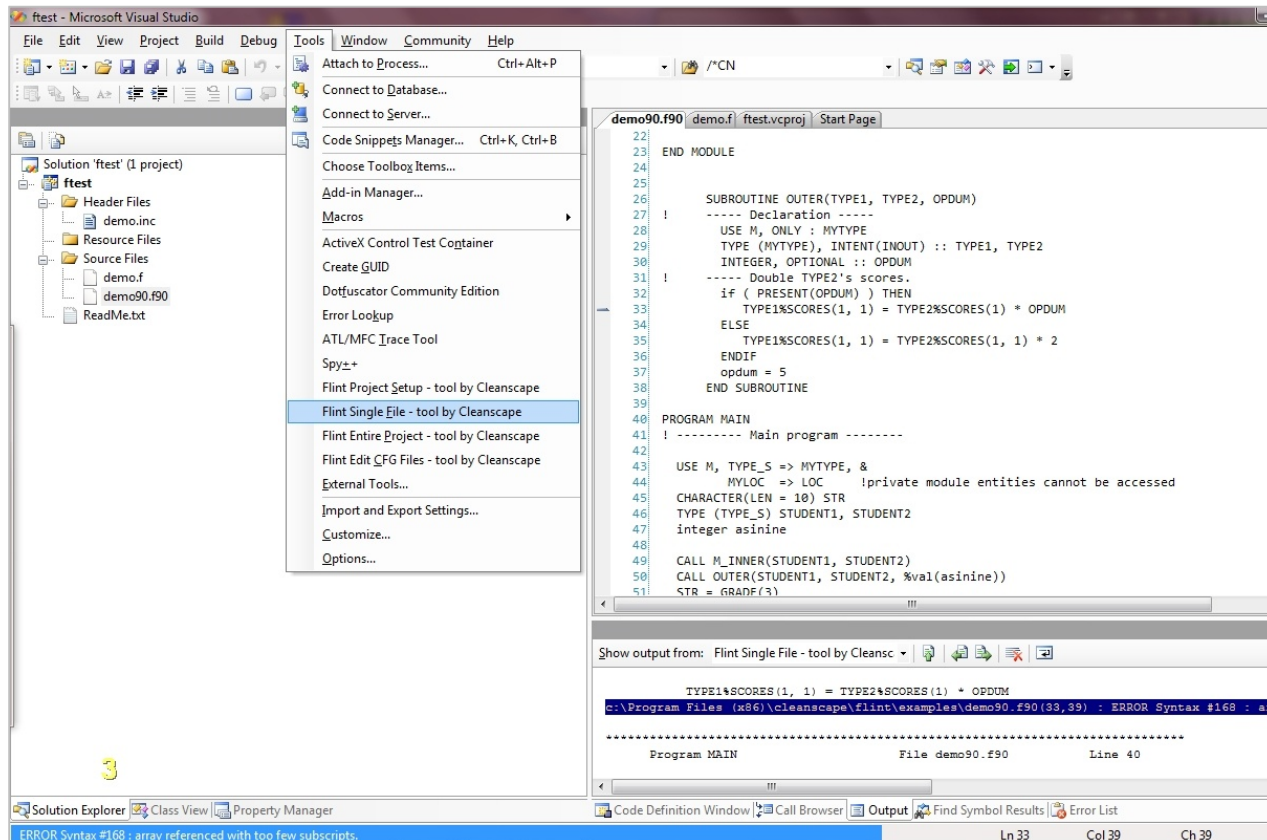 ftest - Microsoft Visual Studio
File Edit View Project Build Debug Tools Window Community Help
/*CN
Attach to Process... Ctrl+Alt+P
Connect to Database...
Connect to Server...
Code Snippets Manager... Ctrl+K, Ctrl+B
Choose Toolbox Items...
Add-in Manager...
Macros
ActiveX Control Test Container
Create GUID
Dotfuscator Community Edition
Error Lookup
ATL/MFC Trace Tool
Spy++
Flint Project Setup - tool by Cleanscape
Flint Single File - tool by Cleanscape
Flint Entire Project - tool by Cleanscape
Flint Edit CFG Files - tool by Cleanscape
External Tools...
Import and Export Settings...
Customize...
Options...
Solution 'ftest' (1 project)
ftest
Header Files
demo.inc
Resource Files
Source Files
demo.f
demo90.f90
ReadMe.txt
3
Solution Explorer Class View Property Manager
demo90.f90 demo.f ftest.vcproj Start Page
22
23 END MODULE
24
25
26 SUBROUTINE OUTER(TYPE1, TYPE2, OPDUM)
27 ! ----- Declaration -----
28 USE M, ONLY : MYTYPE
29 TYPE (MYTYPE), INTENT(INOUT) :: TYPE1, TYPE2
30 INTEGER, OPTIONAL :: OPDUM
31 ! ----- Double TYPE2's scores.
32 if ( PRESENT(OPDUM) ) THEN
33 TYPE1%SCORES(1, 1) = TYPE2%SCORES(1) * OPDUM
34 ELSE
35 TYPE1%SCORES(1, 1) = TYPE2%SCORES(1, 1) * 2
36 ENDIF
37 opdum = 5
38 END SUBROUTINE
39
40 PROGRAM MAIN
41 ! --------- Main program --------
42
43 USE M, TYPE_S => MYTYPE, &
44 MYLOC => LOC !private module entities cannot be accessed
45 CHARACTER(LEN = 10) STR
46 TYPE (TYPE_S) STUDENT1, STUDENT2
47 integer asinine
48
49 CALL M_INNER(STUDENT1, STUDENT2)
50 CALL OUTER(STUDENT1, STUDENT2, %val(asinine))
51 STR = GRADE(3)
Show output from: Flint Single File - tool by Cleansc
TYPE1%SCORES(1, 1) = TYPE2%SCORES(1) * OPDUM
c:\Program Files (x86)\cleanscape\flint\examples\demo90.f90(33,39) : ERROR Syntax #168 : a
********************************************************************************
Program MAIN File demo90.f90 Line 40
Code Definition Window Call Browser Output Find Symbol Results Error List
ERROR Syntax #168 : array referenced with too few subscripts. Ln 33 Col 39 Ch 39